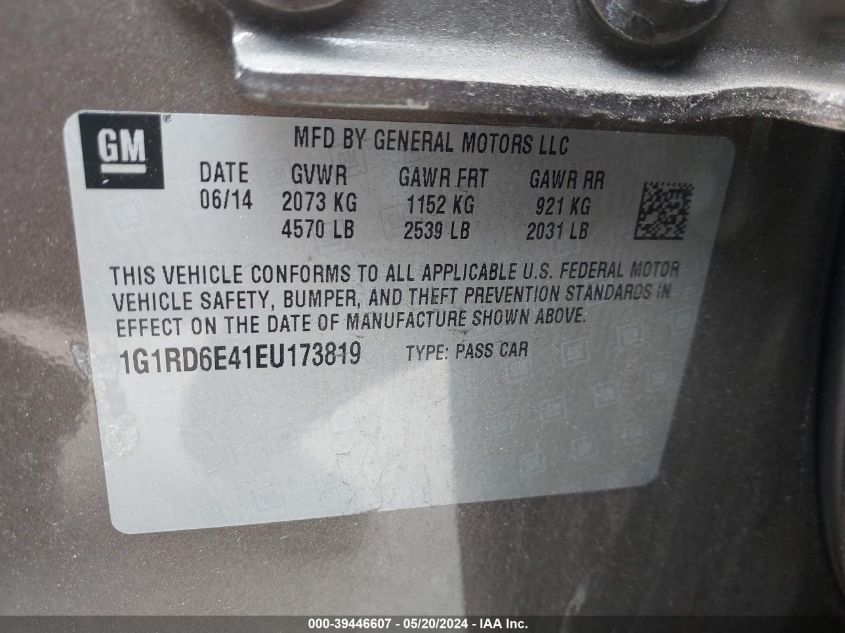 GM
MFD BY GENERAL MOTORS LLC
DATE GVWR GAWR FRT GAWR RR
06/14 2073 KG 1152 KG 921 KG
4570 LB 2539 LB 2031 LB
THIS VEHICLE CONFORMS TO ALL APPLICABLE U.S. FEDERAL MOTOR
VEHICLE SAFETY, BUMPER, AND THEFT PREVENTION STANDARDS IN
EFFECT ON THE DATE OF MANUFACTURE SHOWN ABOVE.
1G1RD6E41EU173819 TYPE: PASS CAR
000-39446607 - 05/20/2024 - IAA Inc.